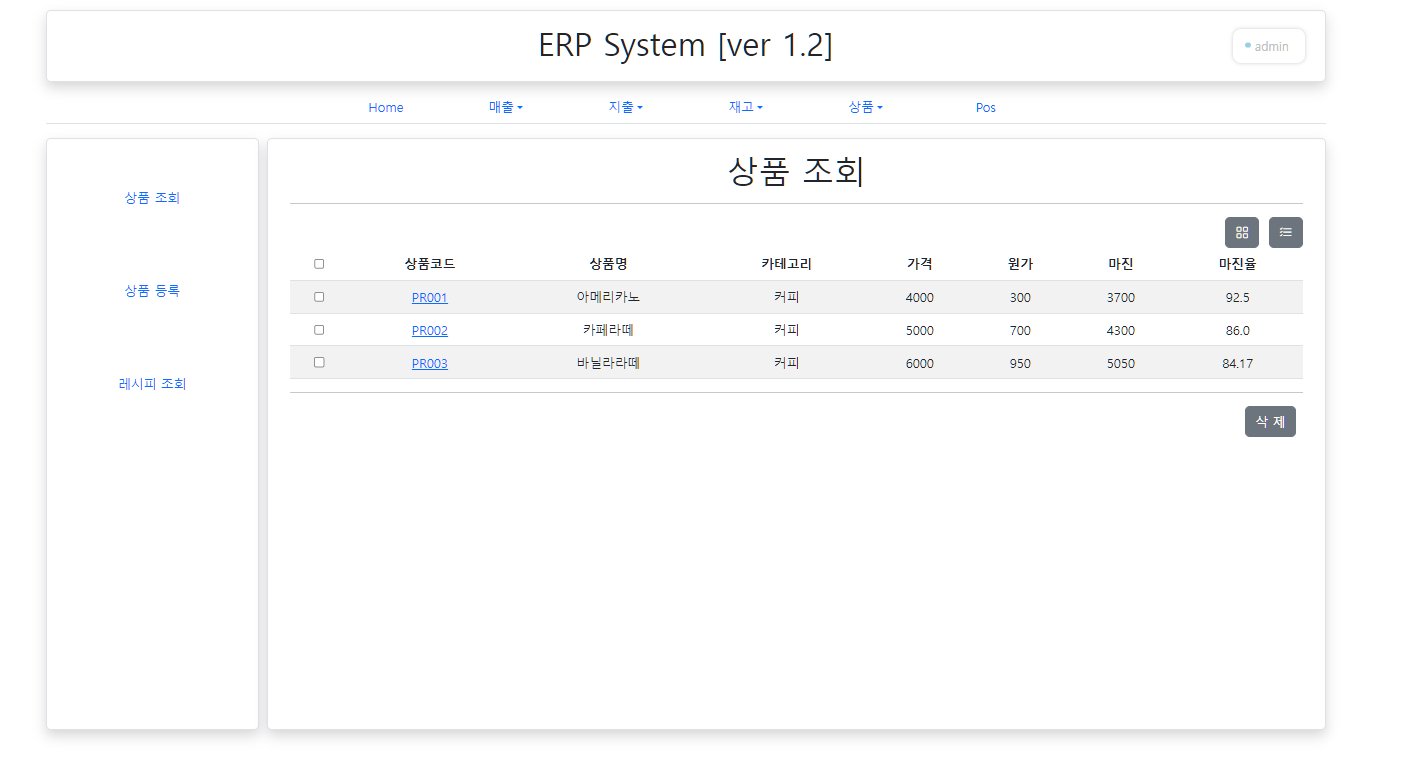 ERP System [ver 1.2]
admin
Home 매출 지출 재고 상품 Pos
상품 조회
상품 등록
레시피 조회
상품 조회
상품코드 상품명 카테고리 가격 원가 마진 마진율
PR001 아메리카노 커피 4000 300 3700 92.5
PR002 카페라떼 커피 5000 700 4300 86.0
PR003 바닐라라떼 커피 6000 950 5050 84.17
삭 제